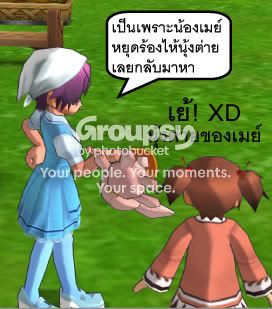 เป็นเพราะน้องเมย์
หยุดร้องไห้นุ้งต่าย
เลยกลับมาหา
เย้! XD
ของเมย์
Groupsy
by photobucket
Your people. Your moments.
Your space.